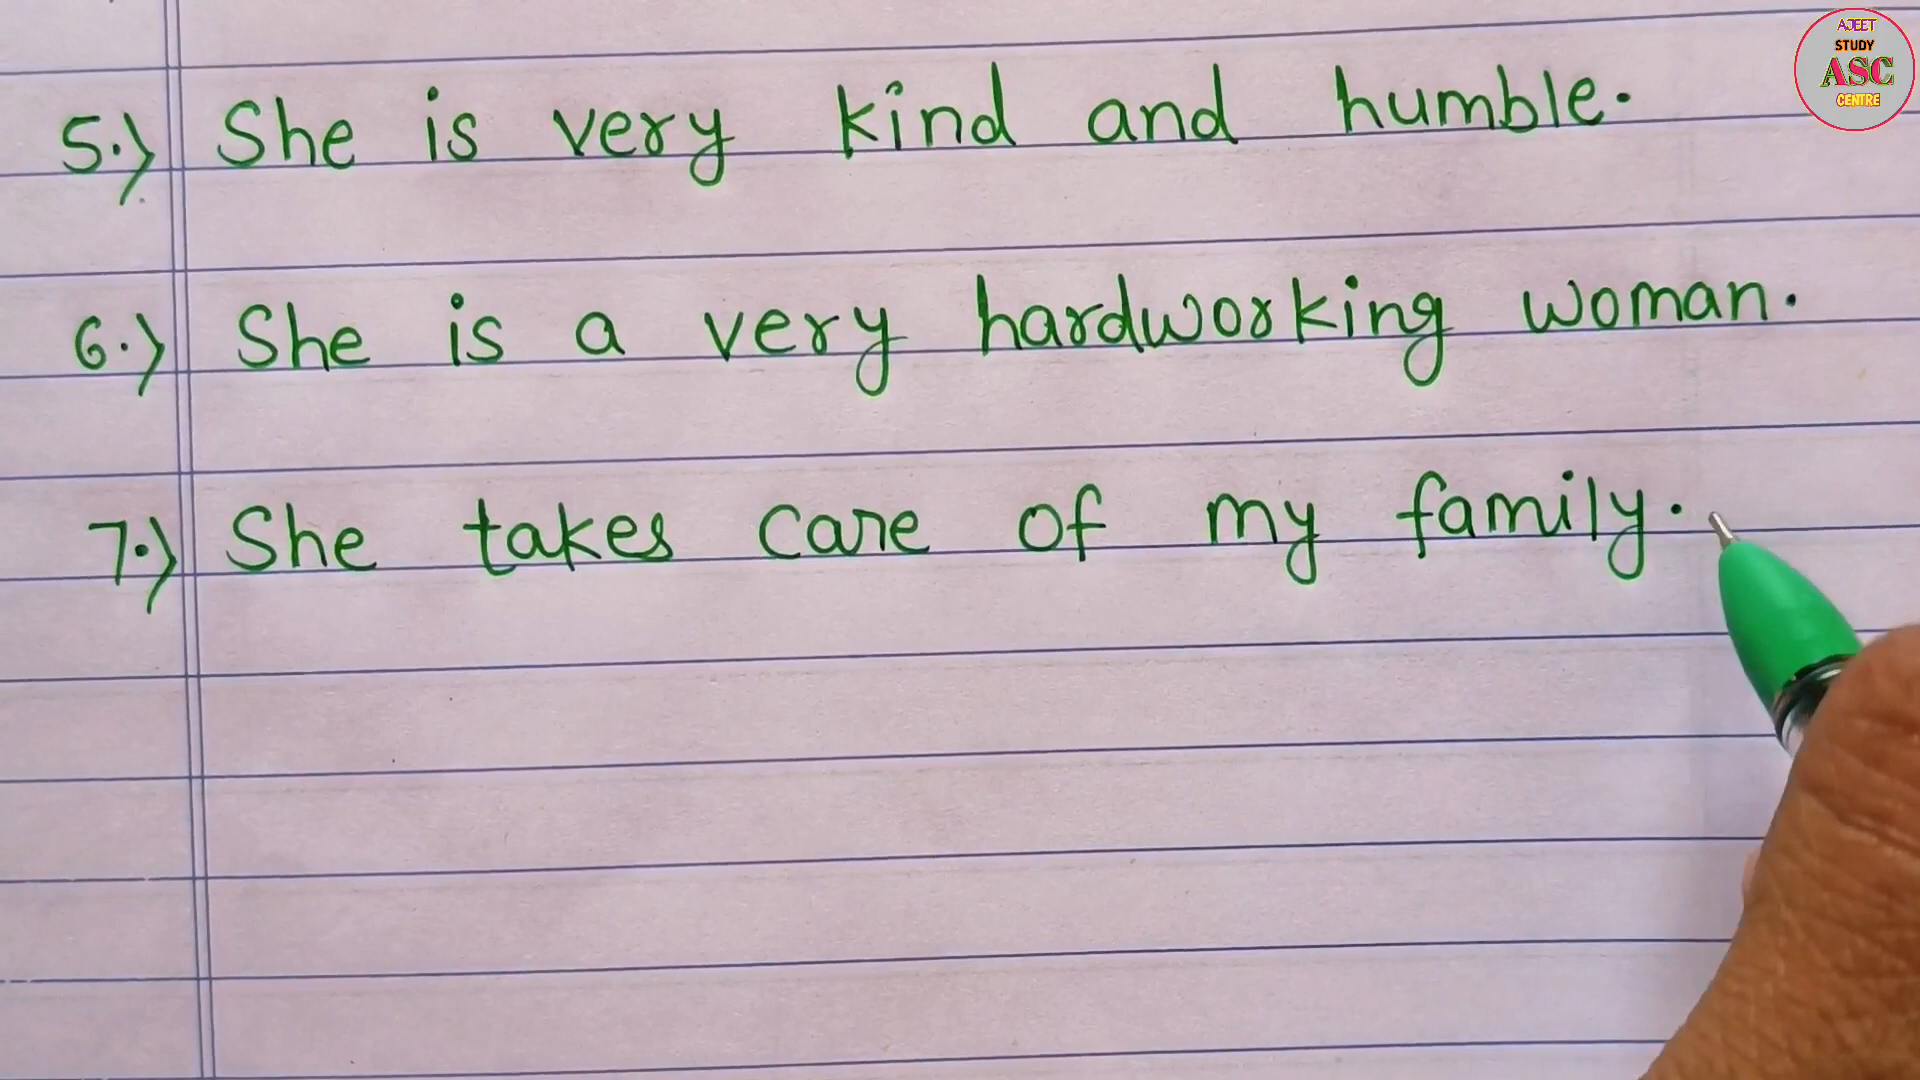 AJEET
STUDY
ASC
CENTRE
5.) She is very kind and humble.
6.) She is a very hardworking woman.
7.) She takes care of my family.